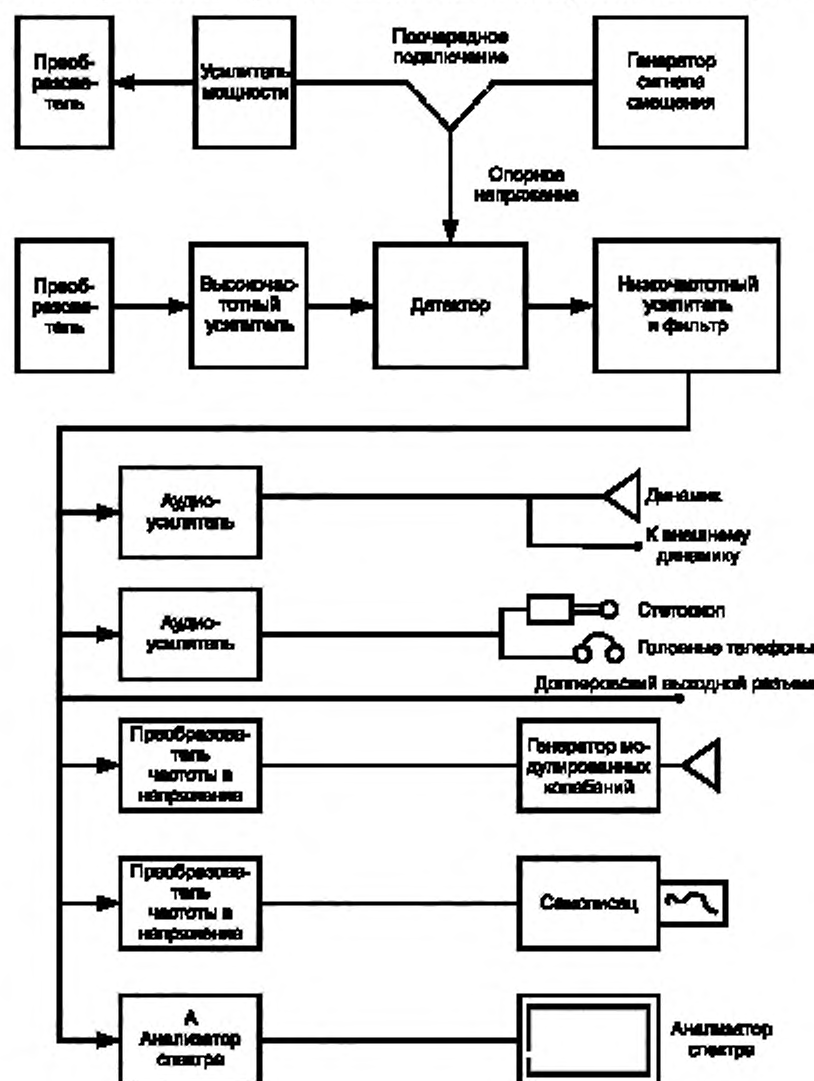 Преоб-
разова-
тель
Усилитель
мощности
Поочередное
подключение
Генератор
сигнала
смещения
Опорное
напряжение
Преоб-
разова-
тель
Высокочас-
тотный
усилитель
Детектор
Низкочастотный
усилитель
и фильтр
Аудио-
усилитель
Динамик
К внешнему
динамику
Аудио-
усилитель
Стетоскоп
Головные телефоны
Допплеровский выходной разъем
Преобразова-
тель
частоты в
напряжение
Генератор мо-
дулированных
колебаний
Преобразова-
тель
частоты в
напряжение
Самописец
А
Анализатор
спектра
Анализатор
спектра